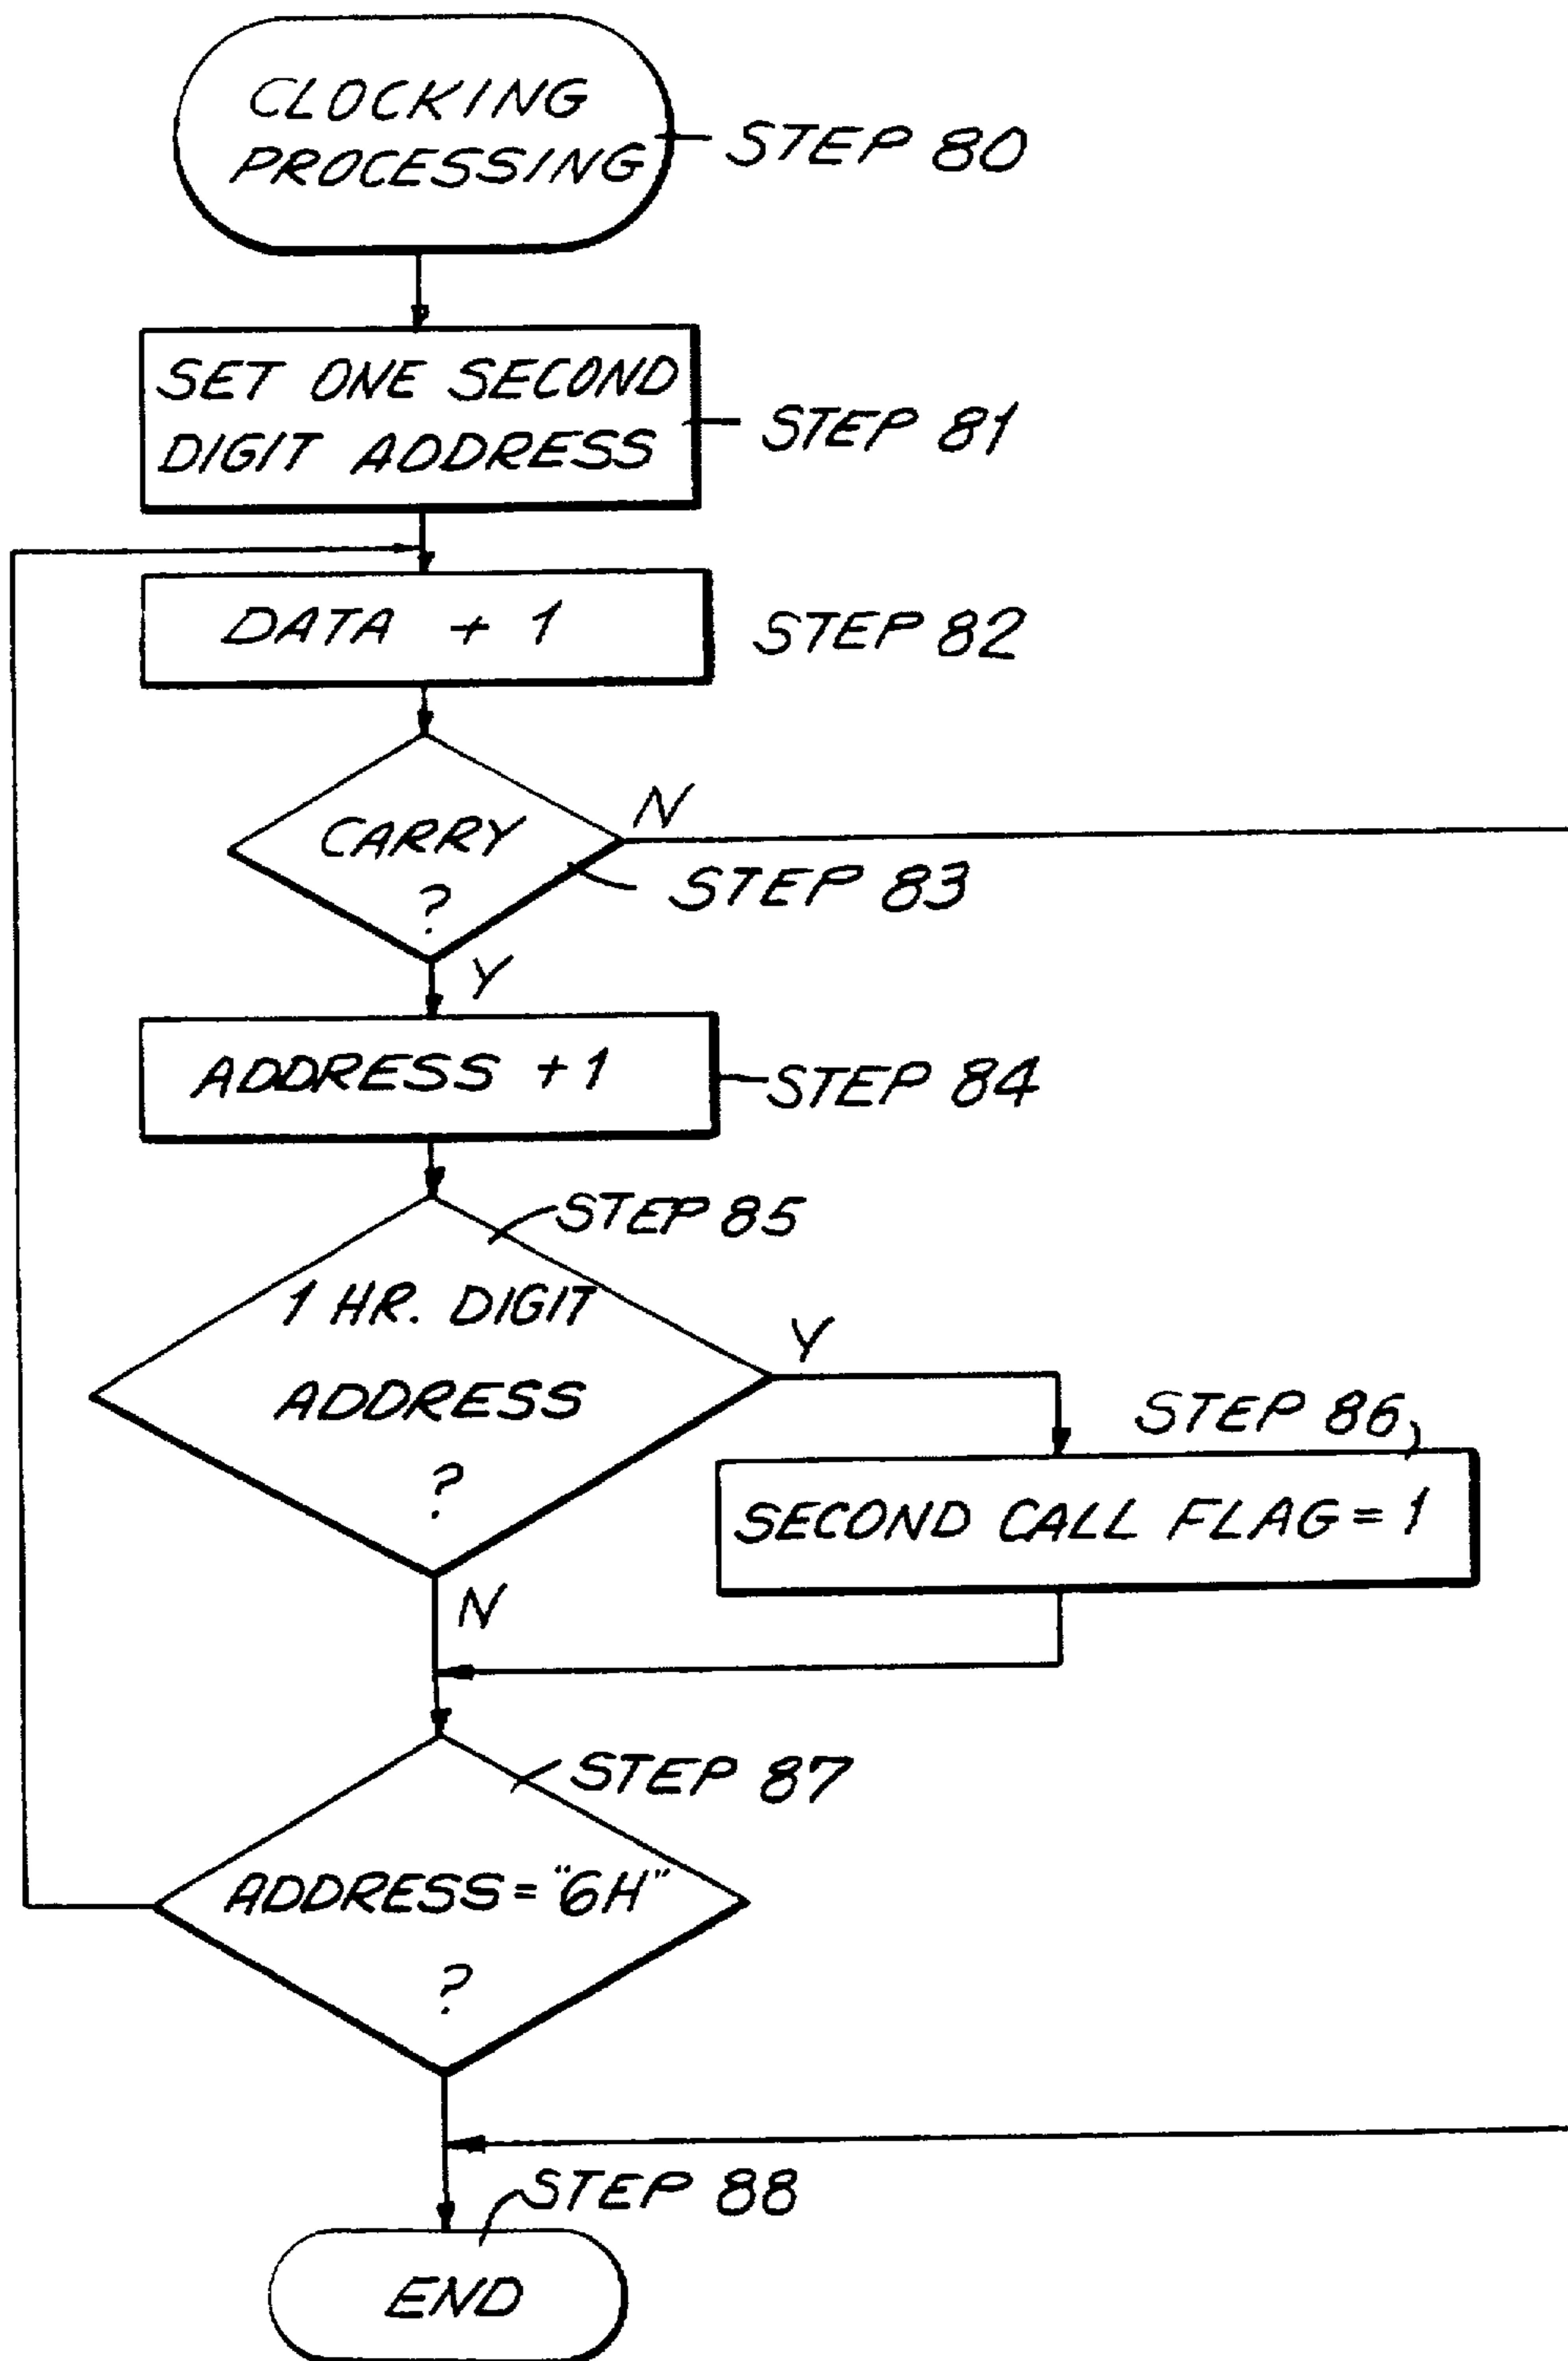 CLOCKING
PROCESSING
STEP 80
SET ONE SECOND
DIGIT ADDRESS
STEP 81
DATA + 1
STEP 82
CARRY
?
N
STEP 83
Y
ADDRESS +1
STEP 84
STEP 85
1 HR. DIGIT
ADDRESS
?
Y
STEP 86
SECOND CALL FLAG = 1
N
STEP 87
ADDRESS = "6H"
?
STEP 88
END